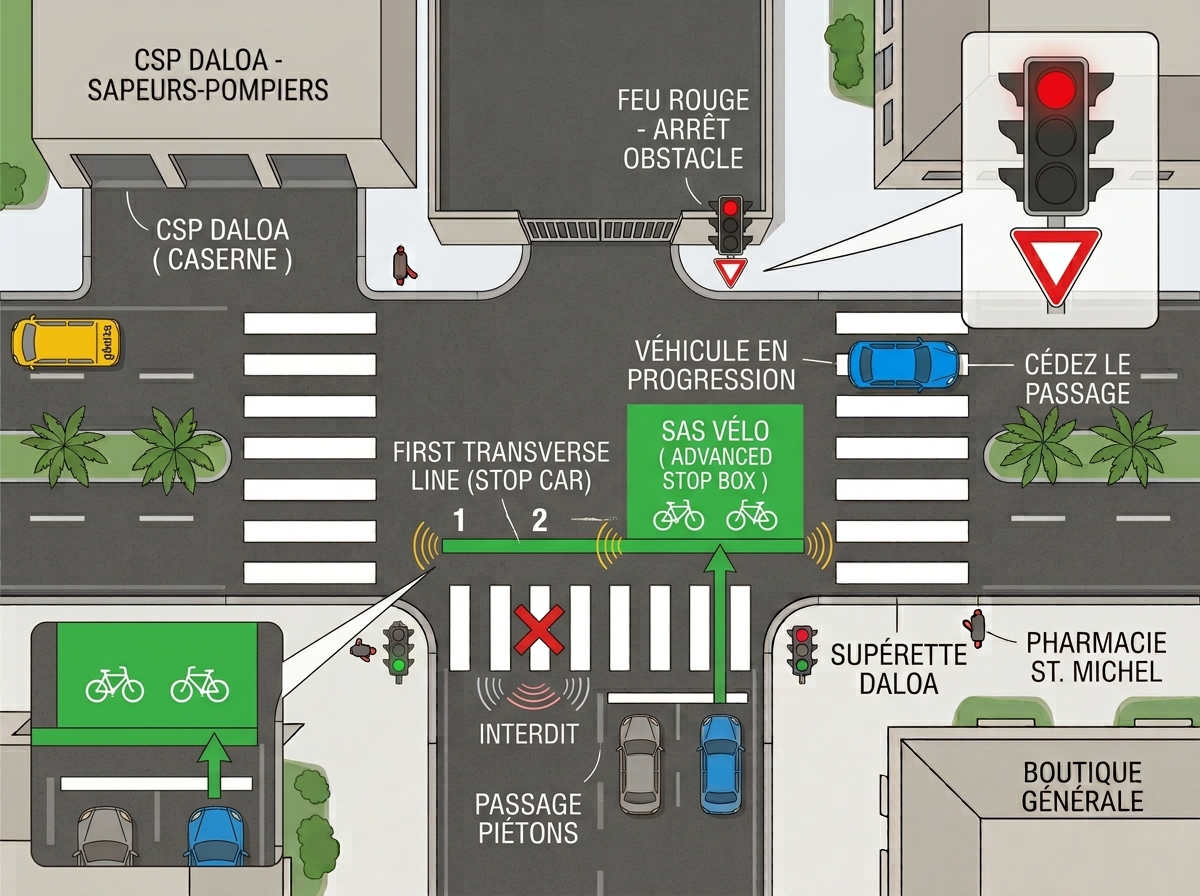 CSP DALOA -
SAPEURS-POMPIERS
FEU ROUGE
- ARRÊT
OBSTACLE
CSP DALOA
( CASERNE )
VÉHICULE EN
PROGRESSION
CÉDEZ LE
PASSAGE
FIRST TRANSVERSE
LINE (STOP CAR)
1 2
SAS VÉLO
( ADVANCED
STOP BOX )
INTERDIT
PASSAGE
PIÉTONS
SUPÉRETTE
DALOA
PHARMACIE
ST. MICHEL
BOUTIQUE
GÉNÉRALE